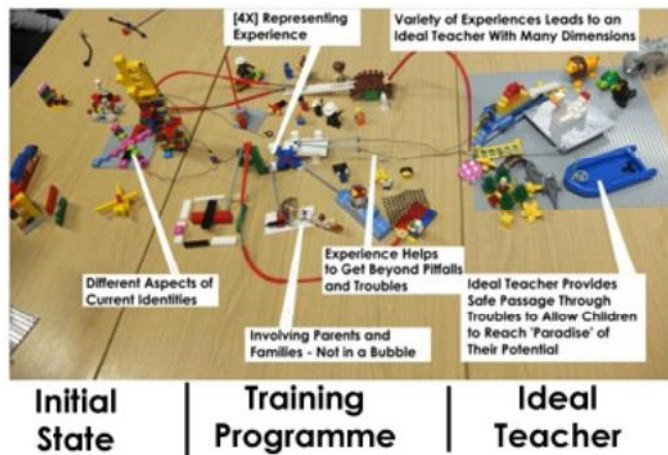 [4X] Representing
Experience
Variety of Experiences Leads to an
Ideal Teacher With Many Dimensions
Different Aspects of
Current Identities
Involving Parents and
Families - Not in a Bubble
Experience Helps
to Get Beyond Pitfalls
and Troubles
Ideal Teacher Provides
Safe Passage Through
Troubles to Allow Children
to Reach 'Paradise' of
Their Potential
Initial
State
Training
Programme
Ideal
Teacher